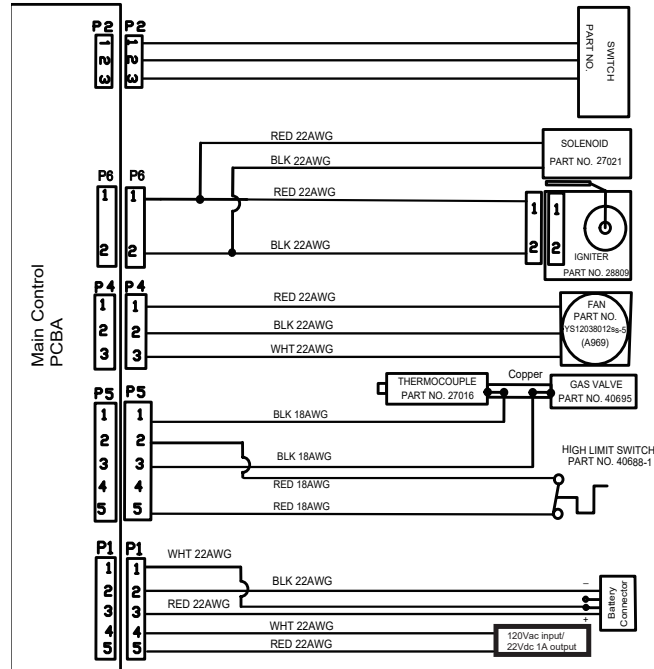 P2 P2
1 1
2 2
3 3
SWITCH
PART NO.
RED 22AWG
SOLENOID
PART NO. 27021
BLK 22AWG
P6 P6
RED 22AWG
1 1
1 1
2 2
BLK 22AWG
2 2
IGNITER
PART NO. 28809
Main Control
PCBA
P4 P4
RED 22AWG
1 1
BLK 22AWG
2 2
WHT 22AWG
3 3
FAN
PART NO.
YS12038012ss-5
(A969)
THERMOCOUPLE
PART NO. 27016
Copper
GAS VALVE
PART NO. 40695
P5 P5
BLK 18AWG
1 1
2 2
BLK 18AWG
3 3
RED 18AWG
4 4
RED 18AWG
5 5
HIGH LIMIT SWITCH
PART NO. 40688-1
P1 P1
WHT 22AWG
1 1
BLK 22AWG
2 2
RED 22AWG
3 3
WHT 22AWG
4 4
RED 22AWG
5 5
–
+
Battery
Connector
120Vac input/
22Vdc 1A output